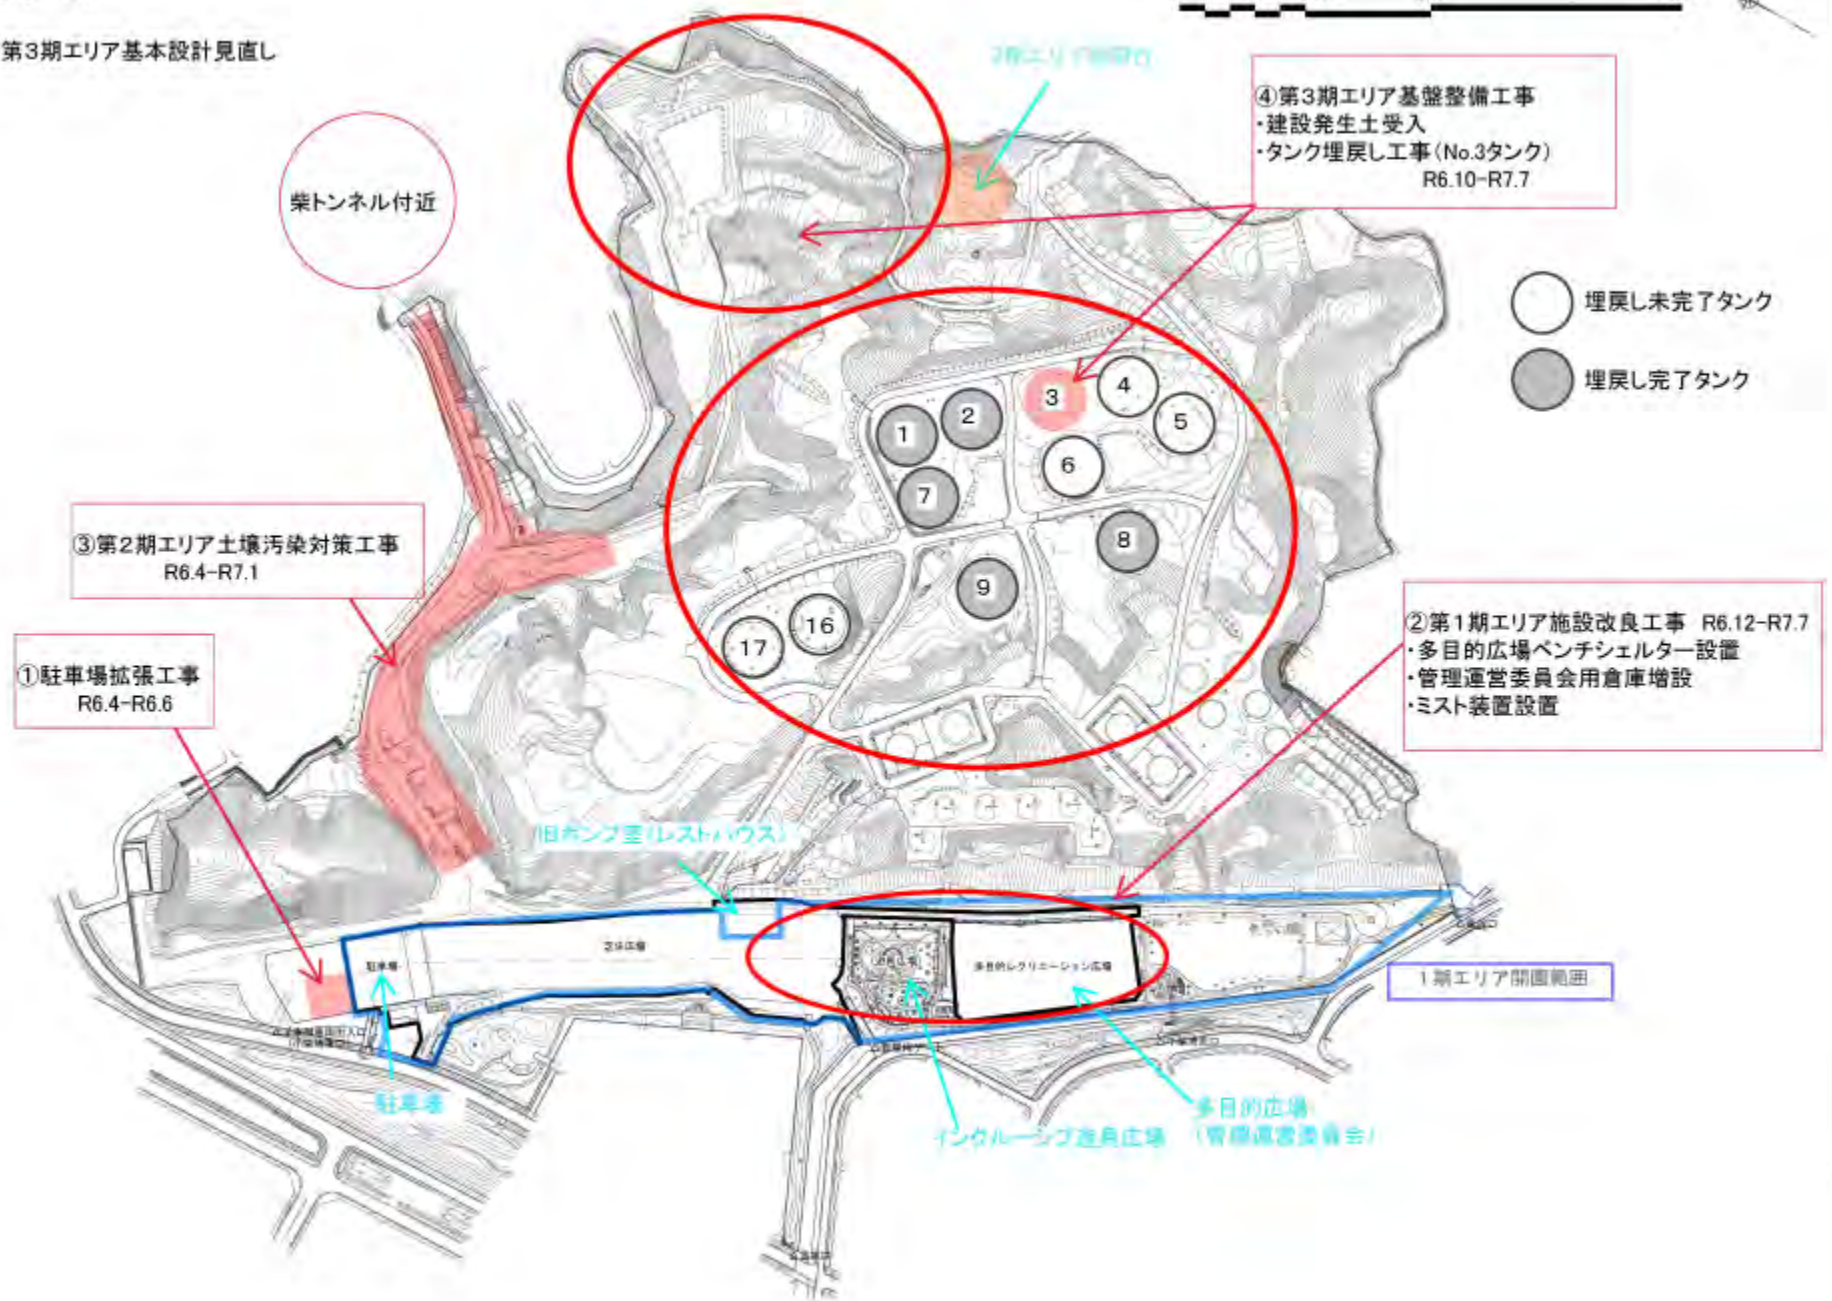 第3期エリア基本設計見直し
④第3期エリア基盤整備工事
・建設発生土受入
・タンク埋戻し工事(No.3タンク)
R6.10-R7.7
柴トンネル付近
埋戻し未完了タンク
埋戻し完了タンク
1
2
3
4
5
6
7
8
9
16
17
③第2期エリア土壌汚染対策工事
R6.4-R7.1
①駐車場拡張工事
R6.4-R6.6
②第1期エリア施設改良工事 R6.12-R7.7
・多目的広場ベンチシェルター設置
・管理運営委員会用倉庫増設
・ミスト装置設置
旧ポンプ室(レストハウス)
駐車場
芝生広場
多目的レクリエーション広場
1期エリア開園範囲
駐車場
インクルーシブ遊具広場
多目的広場
(管理運営委員会)